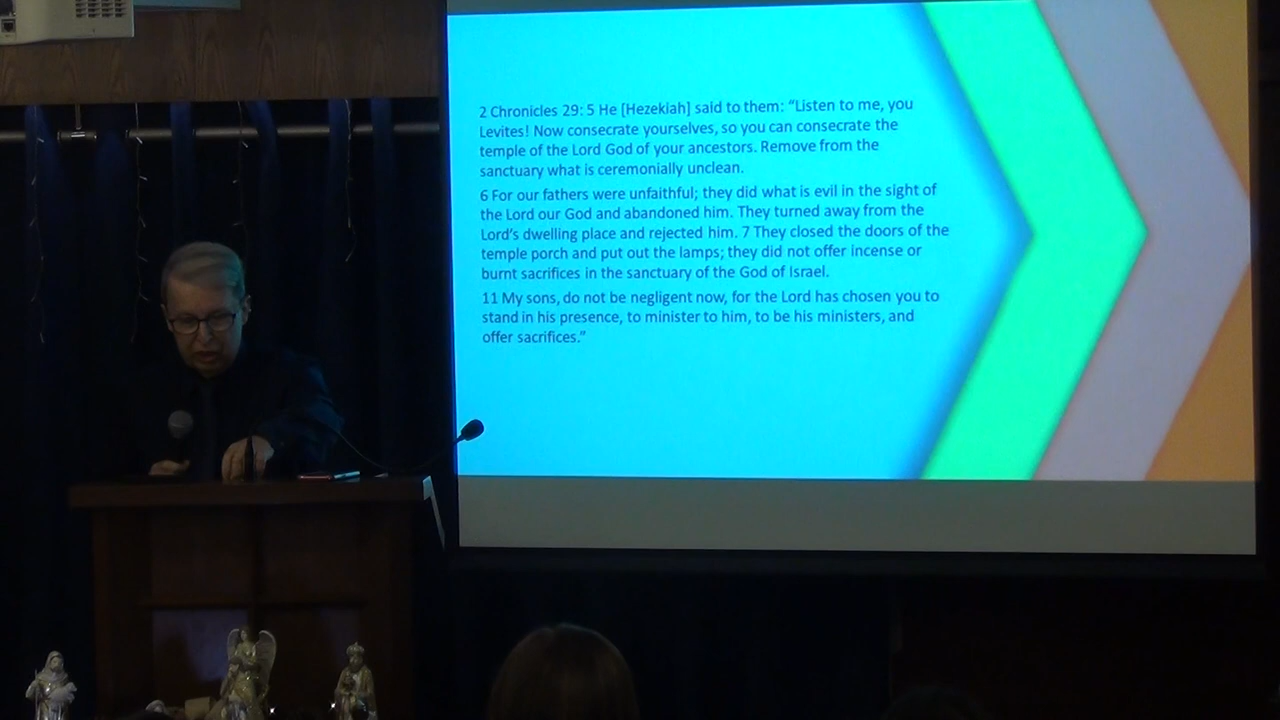 2 Chronicles 29: 5 He [Hezekiah] said to them: “Listen to me, you
Levites! Now consecrate yourselves, so you can consecrate the
temple of the Lord God of your ancestors. Remove from the
sanctuary what is ceremonially unclean.
6 For our fathers were unfaithful; they did what is evil in the sight of
the Lord our God and abandoned him. They turned away from the
Lord’s dwelling place and rejected him. 7 They closed the doors of the
temple porch and put out the lamps; they did not offer incense or
burnt sacrifices in the sanctuary of the God of Israel.
11 My sons, do not be negligent now, for the Lord has chosen you to
stand in his presence, to minister to him, to be his ministers, and
offer sacrifices.”